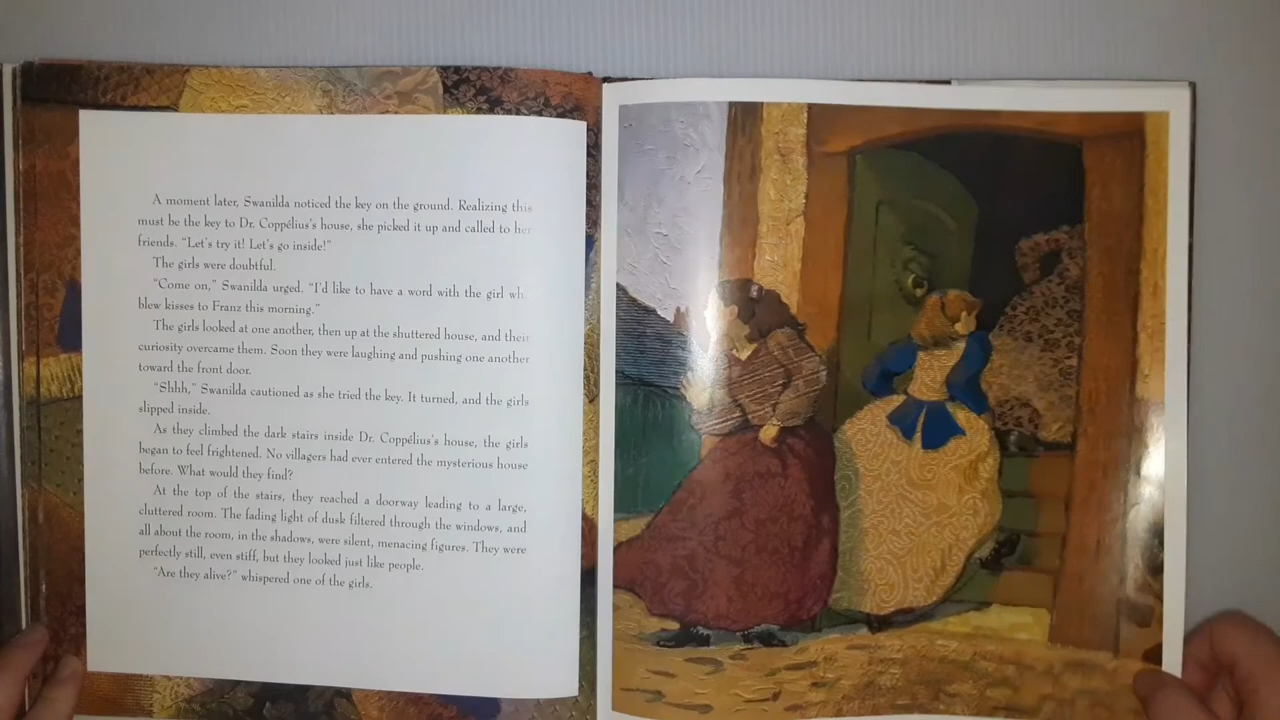 A moment later, Swanilda noticed the key on the ground. Realizing this
must be the key to Dr. Coppélius's house, she picked it up and called to her
friends. “Let's try it! Let's go inside!”
The girls were doubtful.
“Come on,” Swanilda urged. “I'd like to have a word with the girl wh
blew kisses to Franz this morning.”
The girls looked at one another, then up at the shuttered house, and their
curiosity overcame them. Soon they were laughing and pushing one another
toward the front door.
“Shhh,” Swanilda cautioned as she tried the key. It turned, and the girls
slipped inside.
As they climbed the dark stairs inside Dr. Coppélius's house, the girls
began to feel frightened. No villagers had ever entered the mysterious house
before. What would they find?
At the top of the stairs, they reached a doorway leading to a large,
cluttered room. The fading light of dusk filtered through the windows, and
all about the room, in the shadows, were silent, menacing figures. They were
perfectly still, even stiff, but they looked just like people.
“Are they alive?” whispered one of the girls.